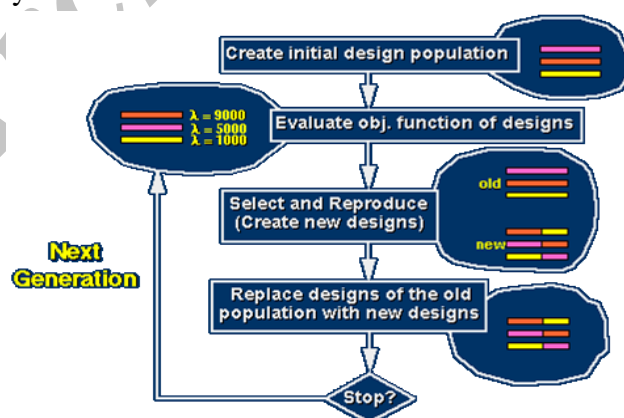 Create initial design population
Evaluate obj. function of designs
λ = 9000
λ = 5000
λ = 1000
Select and Reproduce
(Create new designs)
old
new
Next
Generation
Replace designs of the old
population with new designs
Stop?